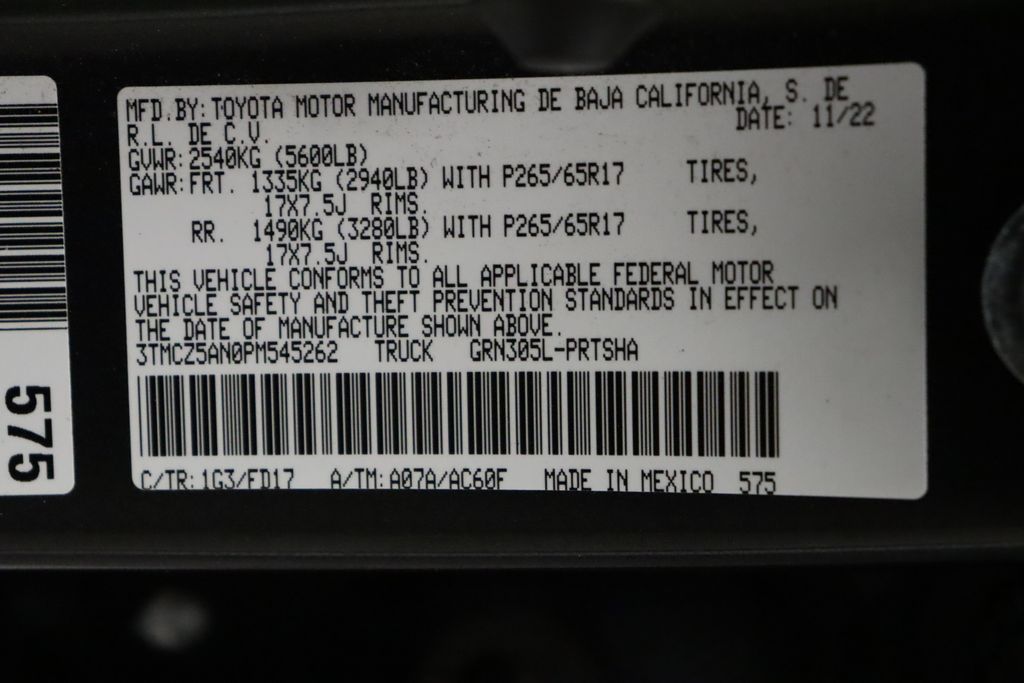 MFD.BY:TOYOTA MOTOR MANUFACTURING DE BAJA CALIFORNIA, S. DE
R.L. DE C.V. DATE: 11/22
GVWR:2540KG (5600LB)
GAWR:FRT. 1335KG (2940LB) WITH P265/65R17 TIRES,
17X7.5J RIMS.
RR. 1490KG (3280LB) WITH P265/65R17 TIRES,
17X7.5J RIMS.
THIS VEHICLE CONFORMS TO ALL APPLICABLE FEDERAL MOTOR
VEHICLE SAFETY AND THEFT PREVENTION STANDARDS IN EFFECT ON
THE DATE OF MANUFACTURE SHOWN ABOVE.
3TMCZ5AN0PM545262 TRUCK GRN305L-PRTSHA
C/TR:1G3/FD17 A/TM:A07A/AC60F MADE IN MEXICO 575
575